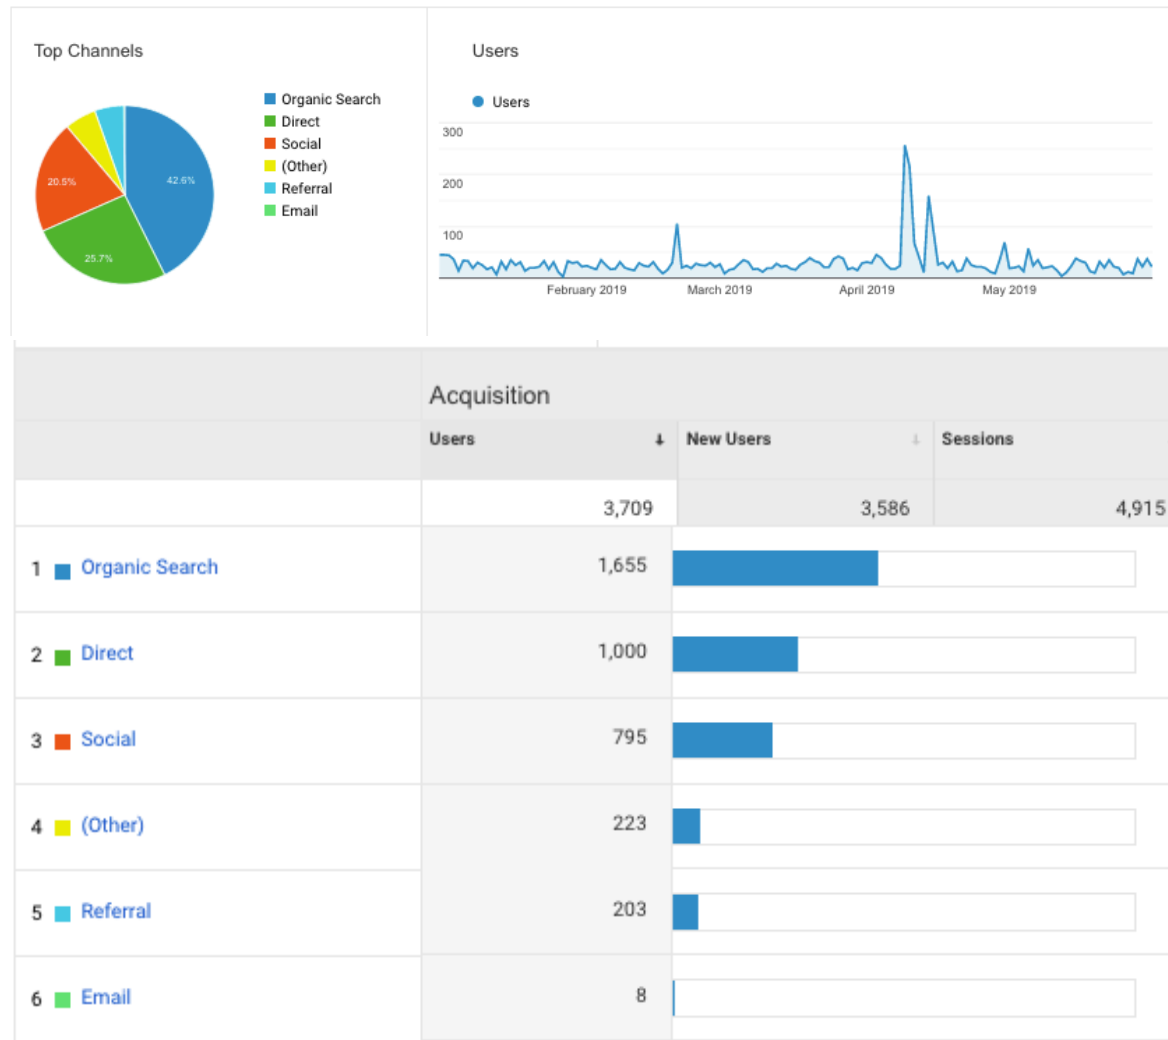 Top Channels
Organic Search
Direct
Social
(Other)
Referral
Email
42.6%
25.7%
20.5%
Users
Users
300
200
100
February 2019 March 2019 April 2019 May 2019
Acquisition
Users New Users Sessions
3,709 3,586 4,915
1 Organic Search 1,655
2 Direct 1,000
3 Social 795
4 (Other) 223
5 Referral 203
6 Email 8